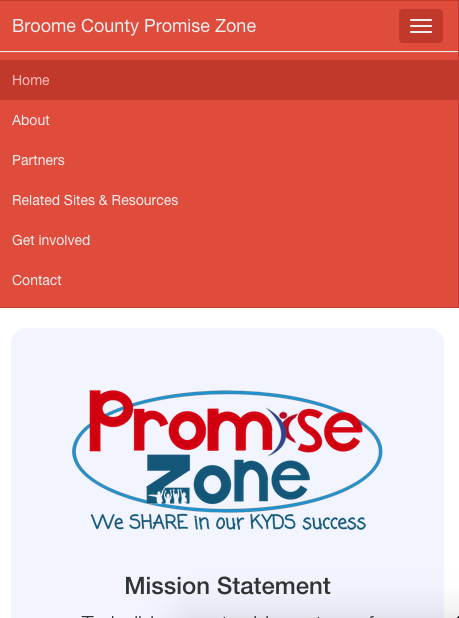 Broome County Promise Zone
Home
About
Partners
Related Sites & Resources
Get involved
Contact
Promise
Zone
We SHARE in our KYDS success
Mission Statement